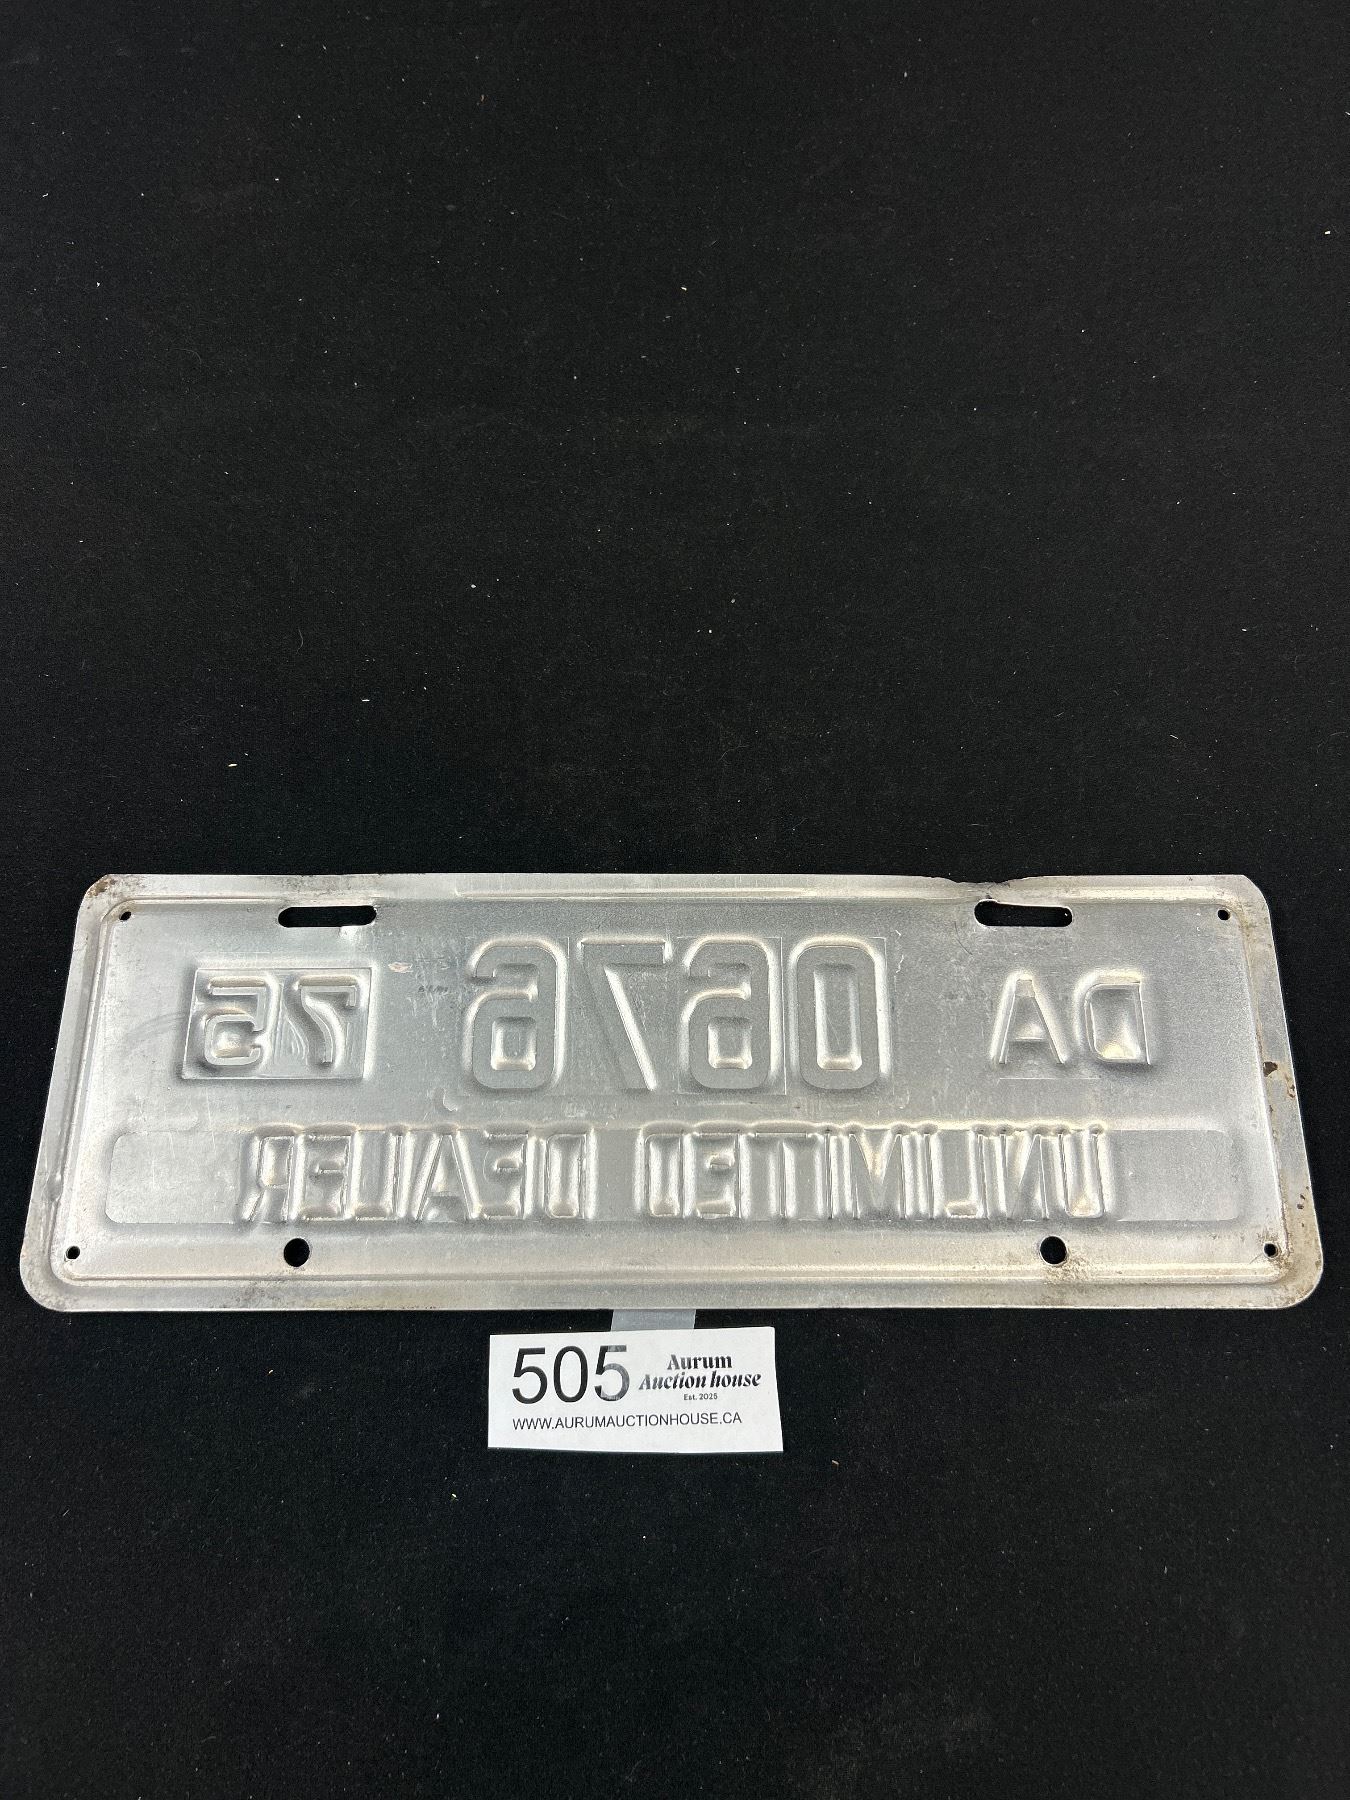 DA 0676 75
UNLIMITED DEALER
505 Aurum
Auction house
Est. 2025
WWW.AURUMAUCTIONHOUSE.CA